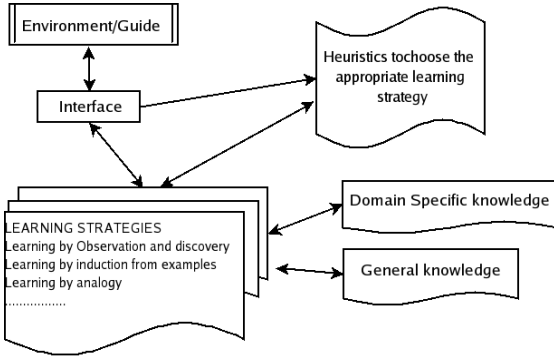 Environment/Guide
Interface
Heuristics tochoose the
appropriate learning
strategy
LEARNING STRATEGIES
Learning by Observation and discovery
Learning by induction from examples
Learning by analogy
.................
Domain Specific knowledge
General knowledge